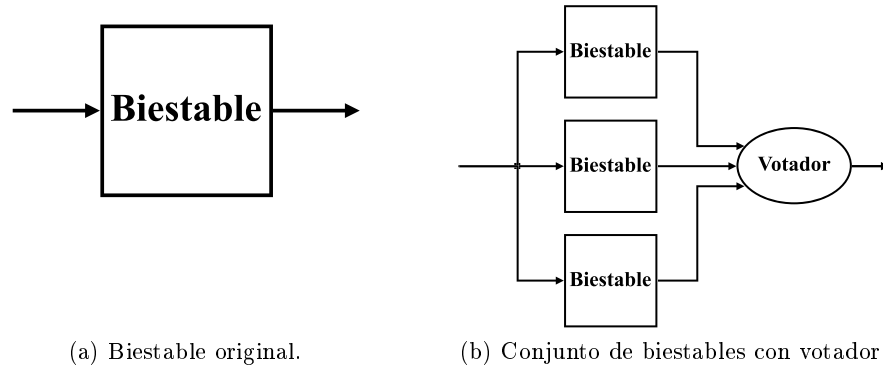 Biestable
Biestable
Biestable
Votador
Biestable
(a) Biestable original.
(b) Conjunto de biestables con votador